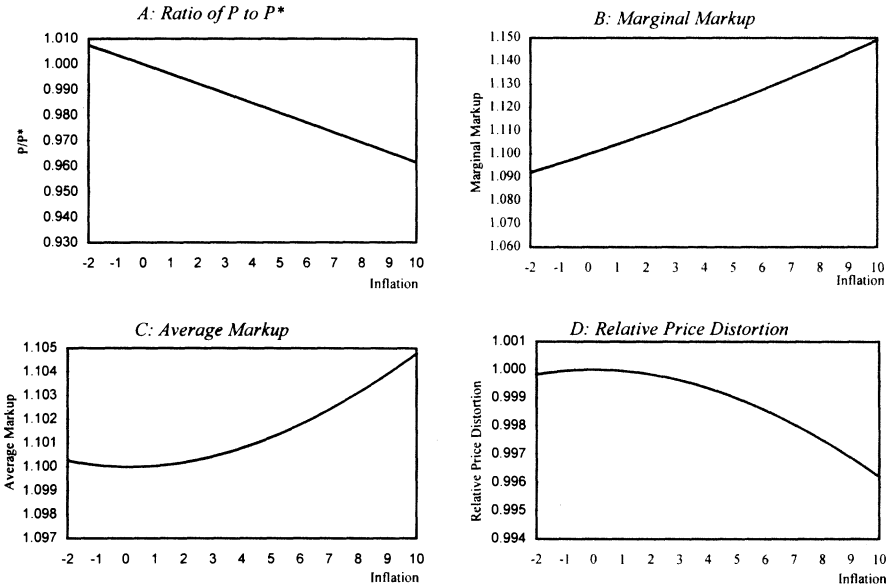 A: Ratio of P to P*
1.010
1.000
0.990
0.980
0.970
0.960
0.950
0.940
0.930
P/P*
-2 -1 0 1 2 3 4 5 6 7 8 9 10
Inflation
B: Marginal Markup
1.150
1.140
1.130
1.120
1.110
1.100
1.090
1.080
1.070
1.060
Marginal Markup
-2 -1 0 1 2 3 4 5 6 7 8 9 10
Inflation
C: Average Markup
1.105
1.104
1.103
1.102
1.101
1.100
1.099
1.098
1.097
Average Markup
-2 -1 0 1 2 3 4 5 6 7 8 9 10
Inflation
D: Relative Price Distortion
1.001
1.000
0.999
0.998
0.997
0.996
0.995
0.994
Relative Price Distortion
-2 -1 0 1 2 3 4 5 6 7 8 9 10
Inflation